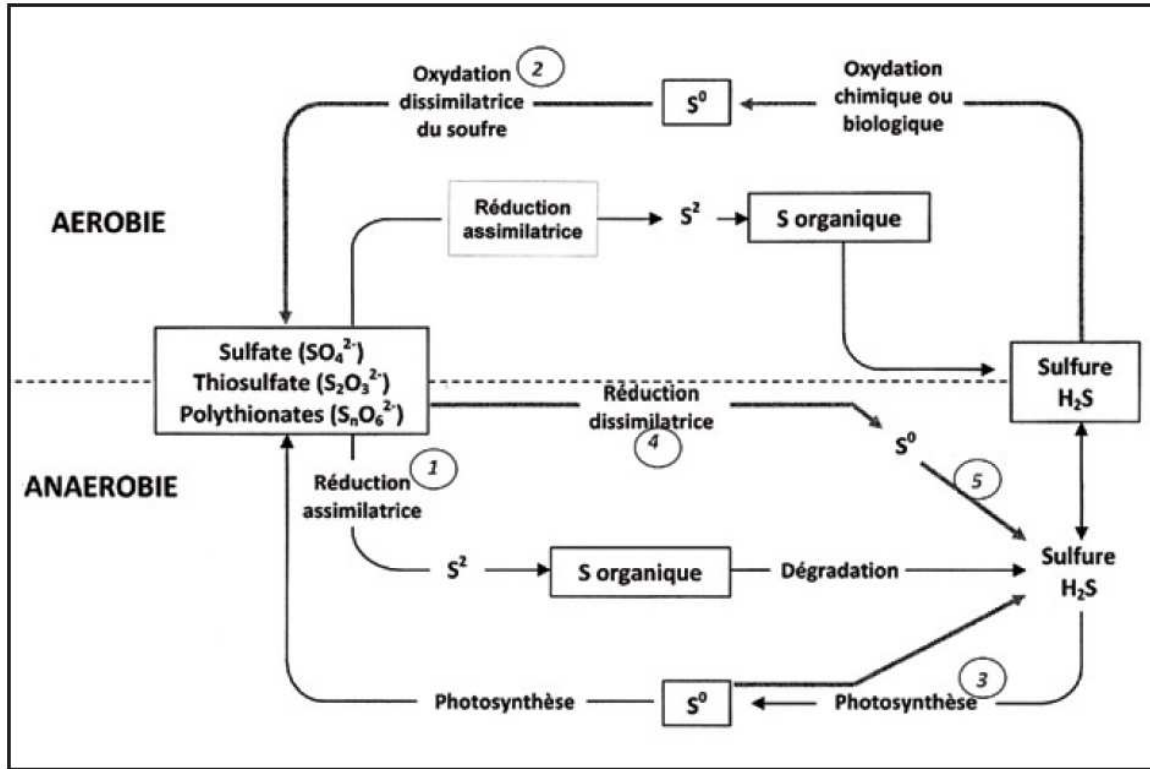 Oxydation 2
dissimilatrice
du soufre
S⁰
Oxydation
chimique ou
biologique
AEROBIE
Réduction
assimilatrice
S²
S organique
Sulfate (SO₄²⁻)
Thiosulfate (S₂O₃²⁻)
Polythionates (SₙO₆²⁻)
Sulfure
H₂S
Réduction
dissimilatrice
4
S⁰
ANAEROBIE
Réduction 1
assimilatrice
5
S²
S organique
Dégradation
Sulfure
H₂S
Photosynthèse
S⁰
Photosynthèse 3